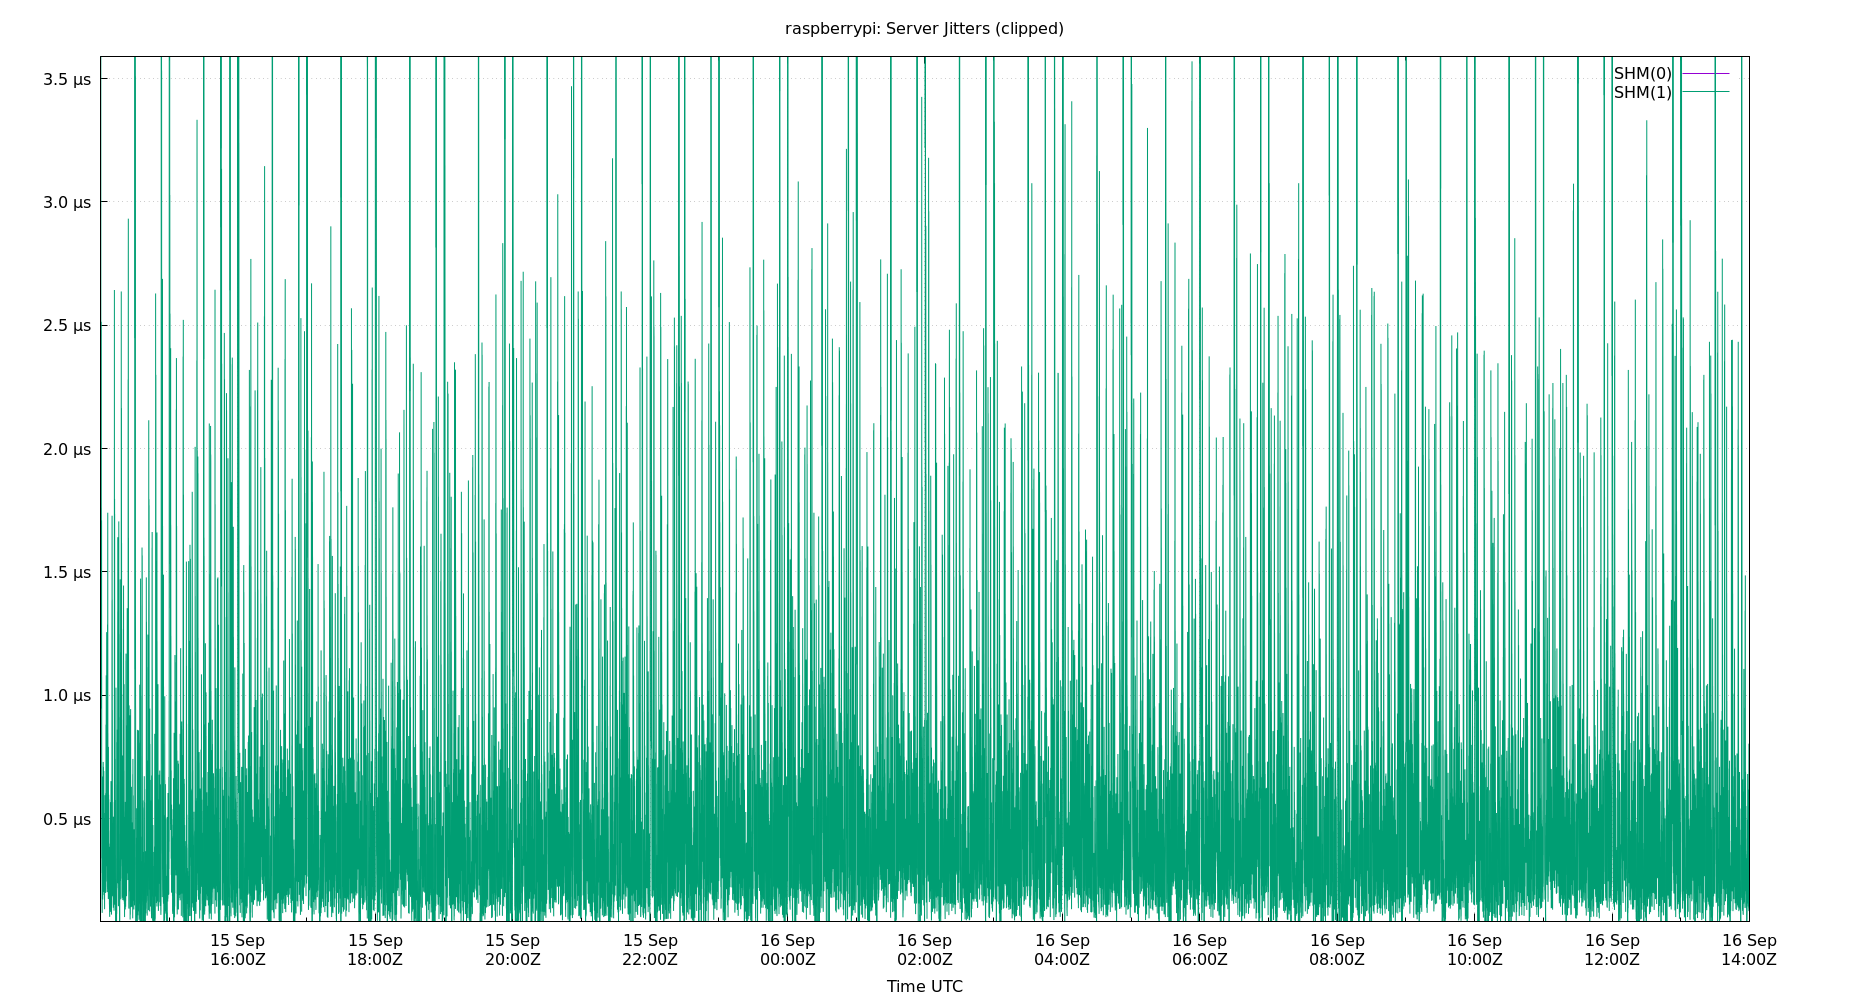 raspberrypi: Server Jitters (clipped)
3.5 µs
SHM(0)
SHM(1)
3.0 µs
2.5 µs
2.0 µs
1.5 µs
1.0 µs
0.5 µs
15 Sep 15 Sep 15 Sep 15 Sep 16 Sep 16 Sep 16 Sep 16 Sep 16 Sep 16 Sep 16 Sep 16 Sep
16:00Z 18:00Z 20:00Z 22:00Z 00:00Z 02:00Z 04:00Z 06:00Z 08:00Z 10:00Z 12:00Z 14:00Z
Time UTC